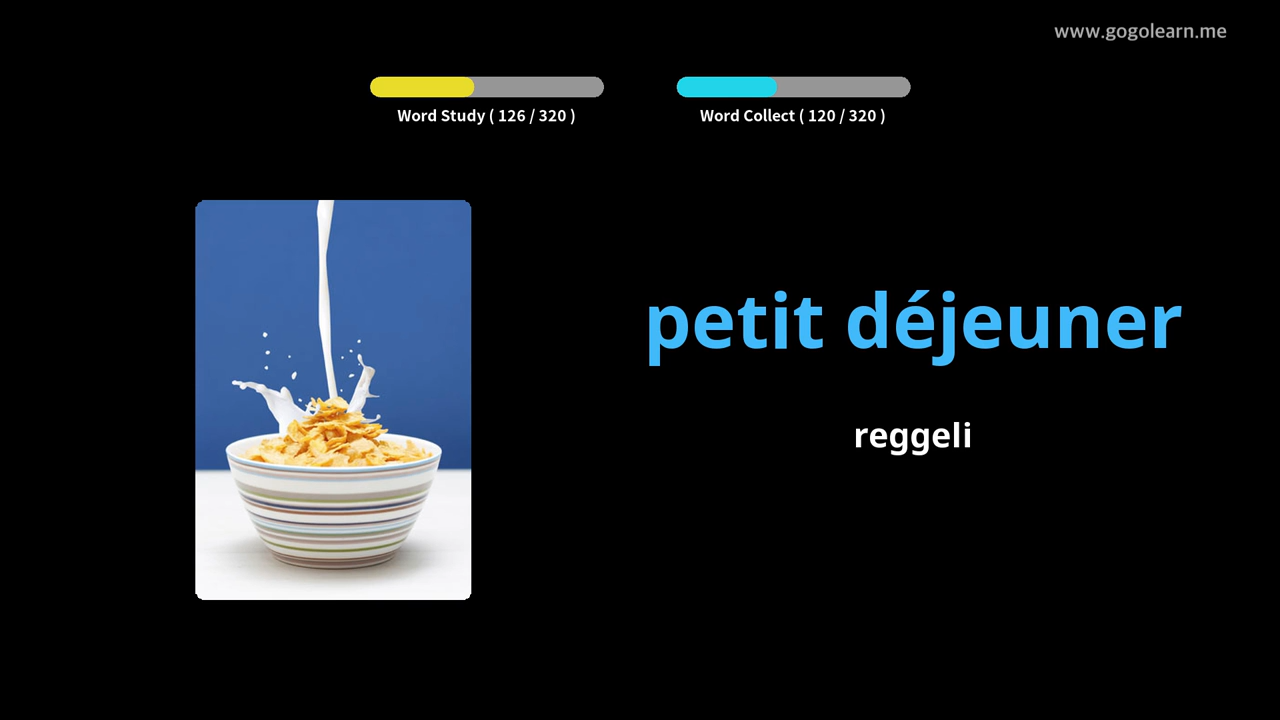 www.gogolearn.me
Word Study ( 126 / 320 )
Word Collect ( 120 / 320 )
petit déjeuner
reggeli